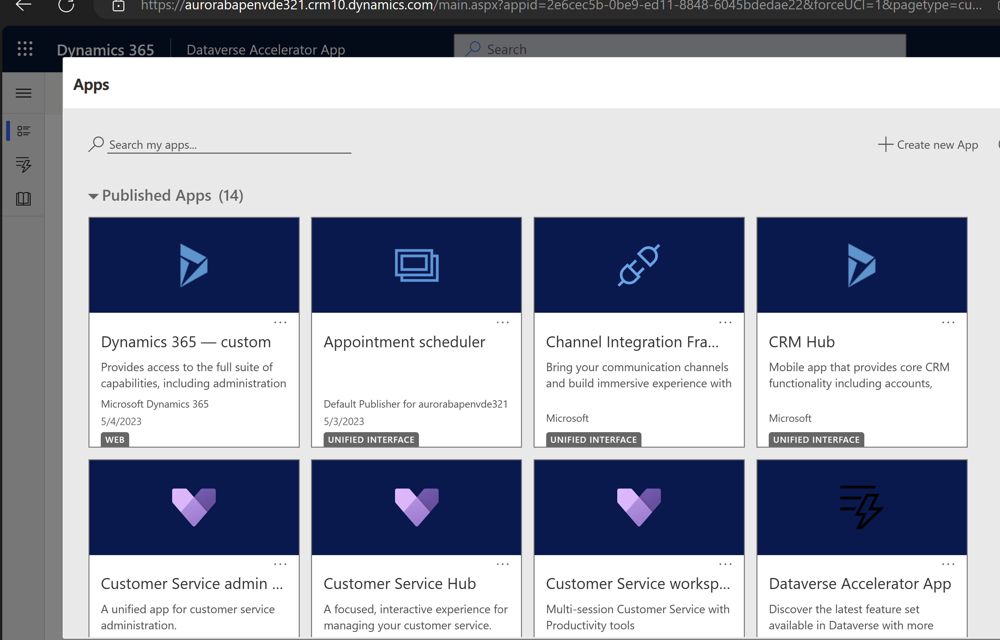 https://aurorabapenvde321.crm10.dynamics.com/main.aspx?appid=2e6cec5b-0be9-ed11-8848-6045bdedae22&forceUCI=1&pagetype=cu...
Dynamics 365
Dataverse Accelerator App
Search
Apps
Search my apps...
Create new App
Published Apps (14)
Dynamics 365 — custom
Provides access to the full suite of
capabilities, including administration
Microsoft Dynamics 365
5/4/2023
WEB
Appointment scheduler
Default Publisher for aurorabapenvde321
5/3/2023
UNIFIED INTERFACE
Channel Integration Fra...
Bring your communication channels
and build immersive experience with
Microsoft
UNIFIED INTERFACE
CRM Hub
Mobile app that provides core CRM
functionality including accounts,
Microsoft
UNIFIED INTERFACE
Customer Service admin ...
A unified app for customer service
administration.
Customer Service Hub
A focused, interactive experience for
managing your customer service.
Customer Service worksp...
Multi-session Customer Service with
Productivity tools
Dataverse Accelerator App
Discover the latest feature set
available in Dataverse with more